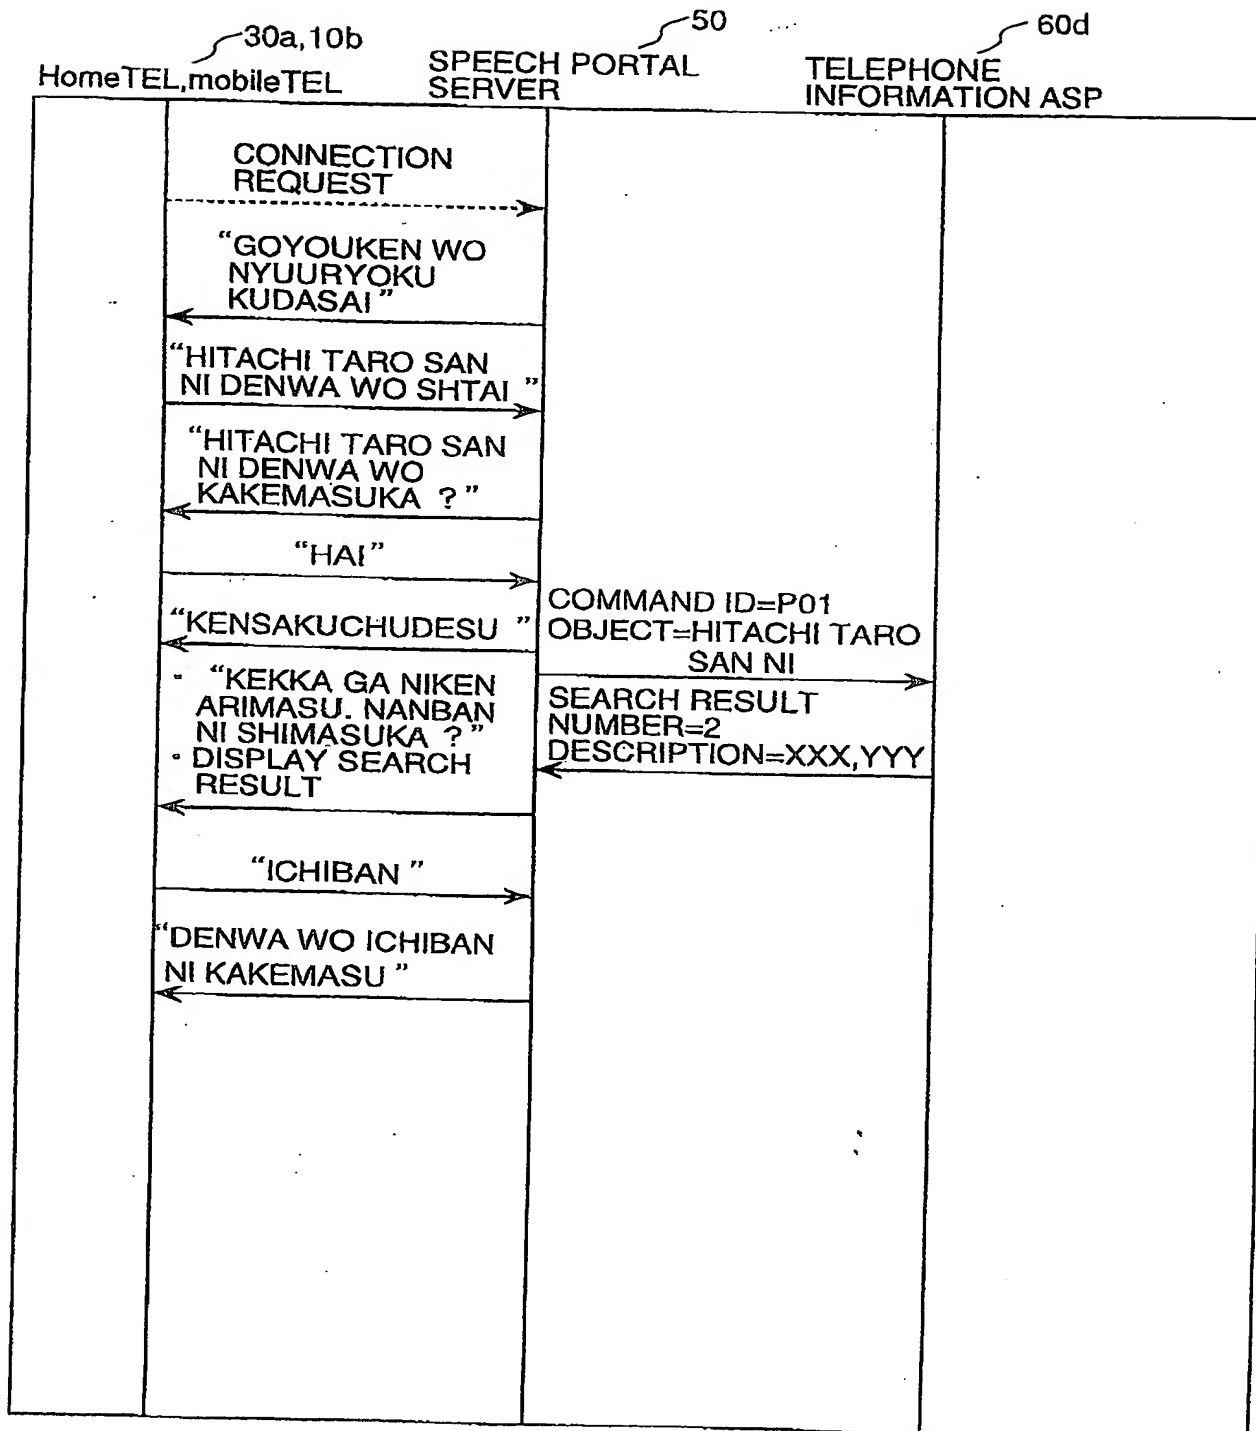 30a,10b
HomeTEL,mobileTEL
50
SPEECH PORTAL
SERVER
60d
TELEPHONE
INFORMATION ASP
CONNECTION
REQUEST
“GOYOUKEN WO
NYUURYOKU
KUDASAI”
“HITACHI TARO SAN
NI DENWA WO SHTAI ”
“HITACHI TARO SAN
NI DENWA WO
KAKEMASUKA ?”
“HAI”
“KENSAKUCHUDESU ”
COMMAND ID=P01
OBJECT=HITACHI TARO
SAN NI
SEARCH RESULT
NUMBER=2
DESCRIPTION=XXX,YYY
・ “KEKKA GA NIKEN
ARIMASU. NANBAN
NI SHIMASUKA ?”
・ DISPLAY SEARCH
RESULT
“ICHIBAN ”
“DENWA WO ICHIBAN
NI KAKEMASU ”